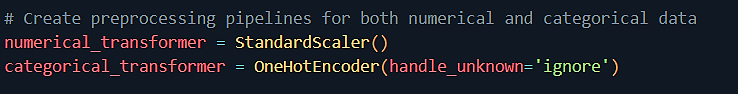 # Create preprocessing pipelines for both numerical and categorical data
numerical_transformer = StandardScaler()
categorical_transformer = OneHotEncoder(handle_unknown='ignore')